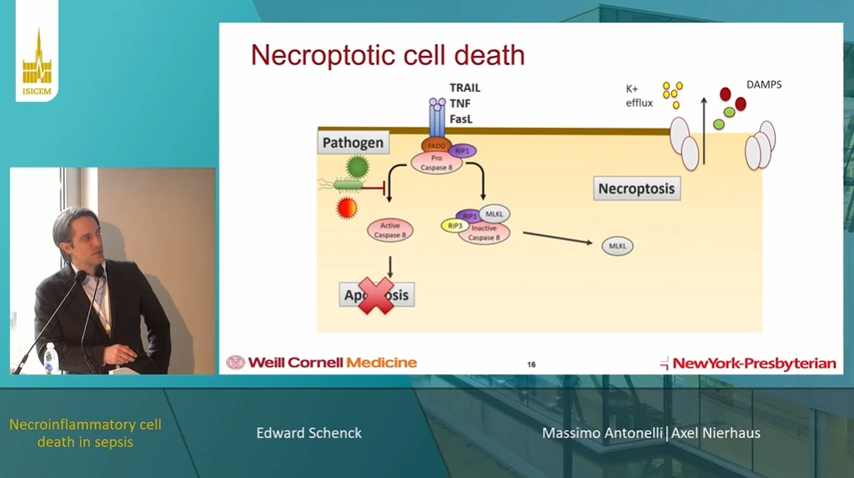 ISICEM
Necroptotic cell death
TRAIL
TNF
FasL
K+
efflux
DAMPS
Pathogen
FADD
RIP1
Pro
Caspase 8
Necroptosis
Active
Caspase 8
RIP1
MLKL
RIP3
Inactive
Caspase 8
MLKL
Apoptosis
Weill Cornell Medicine
16
NewYork-Presbyterian
Necroinflammatory cell
death in sepsis
Edward Schenck
Massimo Antonelli|Axel Nierhaus